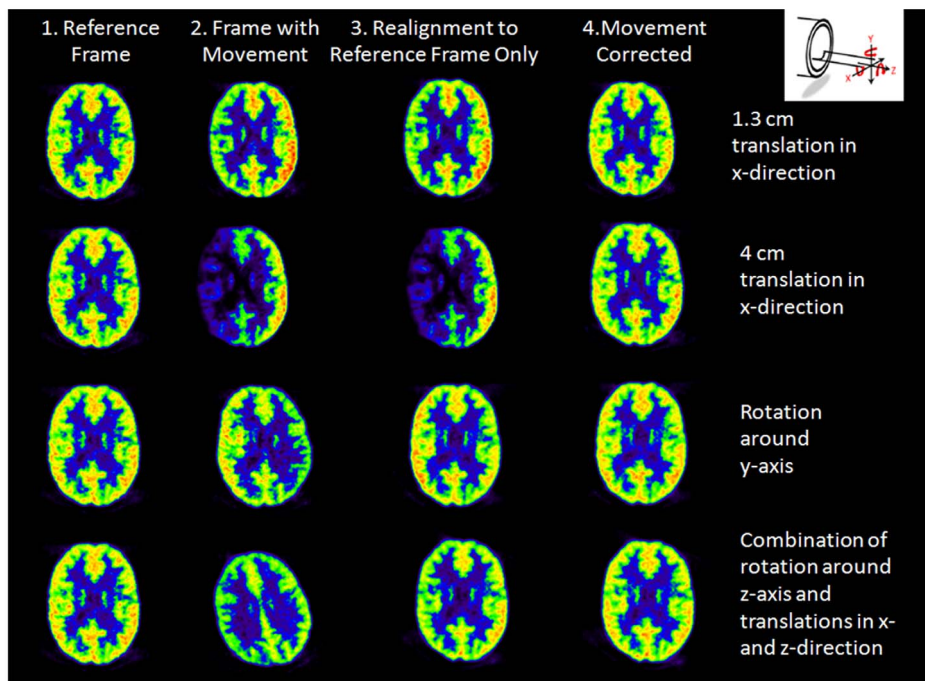 1. Reference
Frame
2. Frame with
Movement
3. Realignment to
Reference Frame Only
4.Movement
Corrected
Y
X
Z
1.3 cm
translation in
x-direction
4 cm
translation in
x-direction
Rotation
around
y-axis
Combination of
rotation around
z-axis and
translations in x-
and z-direction